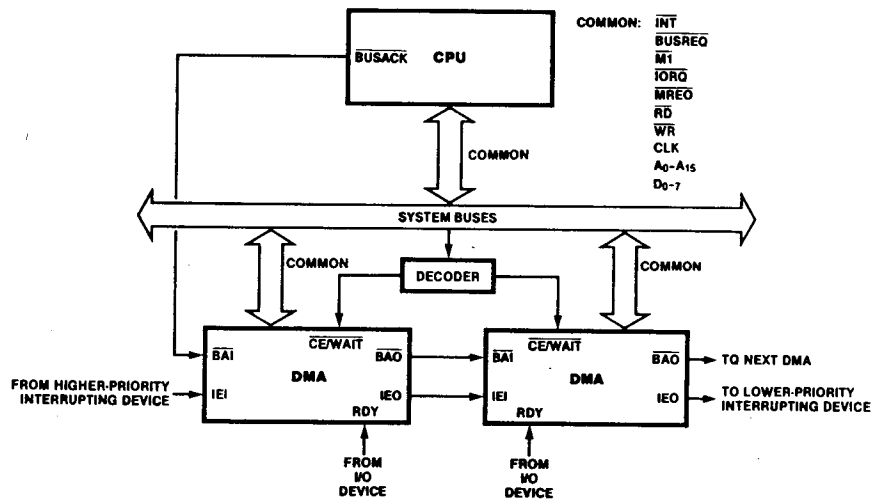 COMMON: INT
BUSREQ
M1
IORQ
MREO
RD
WR
CLK
A0-A15
D0-7
BUSACK CPU
COMMON
SYSTEM BUSES
COMMON
DECODER
COMMON
CE/WAIT
BAI
BAO
DMA
FROM HIGHER-PRIORITY
INTERRUPTING DEVICE
IEI
IEO
RDY
FROM
I/O
DEVICE
CE/WAIT
BAI
BAO
DMA
IEI
IEO
RDY
TQ NEXT DMA
TO LOWER-PRIORITY
INTERRUPTING DEVICE
FROM
I/O
DEVICE